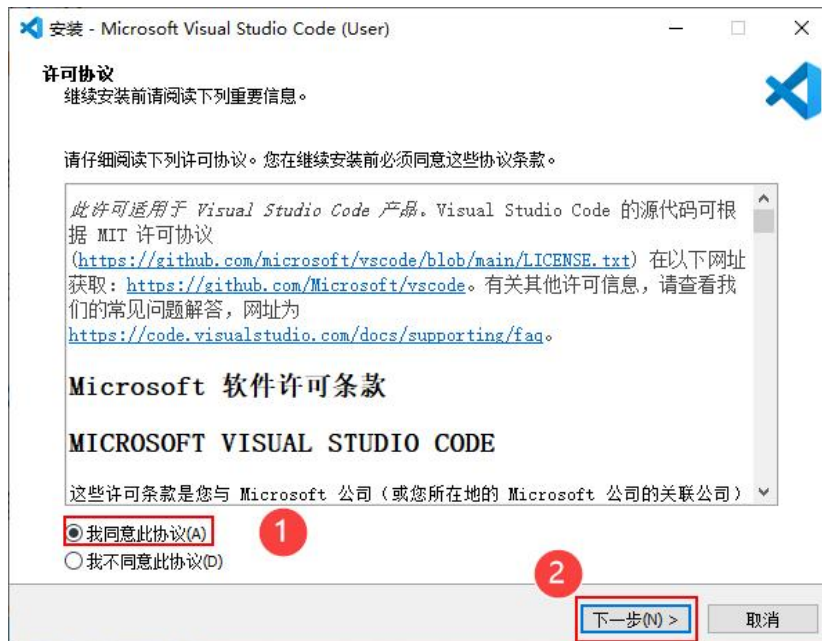 安装 - Microsoft Visual Studio Code (User)
许可协议
继续安装前请阅读下列重要信息。
请仔细阅读下列许可协议。您在继续安装前必须同意这些协议条款。
此许可适用于 Visual Studio Code 产品。Visual Studio Code 的源代码可根
据 MIT 许可协议
(https://github.com/microsoft/vscode/blob/main/LICENSE.txt) 在以下网址
获取：https://github.com/Microsoft/vscode。有关其他许可信息，请查看我
们的常见问题解答，网址为
https://code.visualstudio.com/docs/supporting/faq。
Microsoft 软件许可条款
MICROSOFT VISUAL STUDIO CODE
这些许可条款是您与 Microsoft 公司（或您所在地的 Microsoft 公司的关联公司）
我同意此协议(A)
1
我不同意此协议(D)
2
下一步(N) >
取消